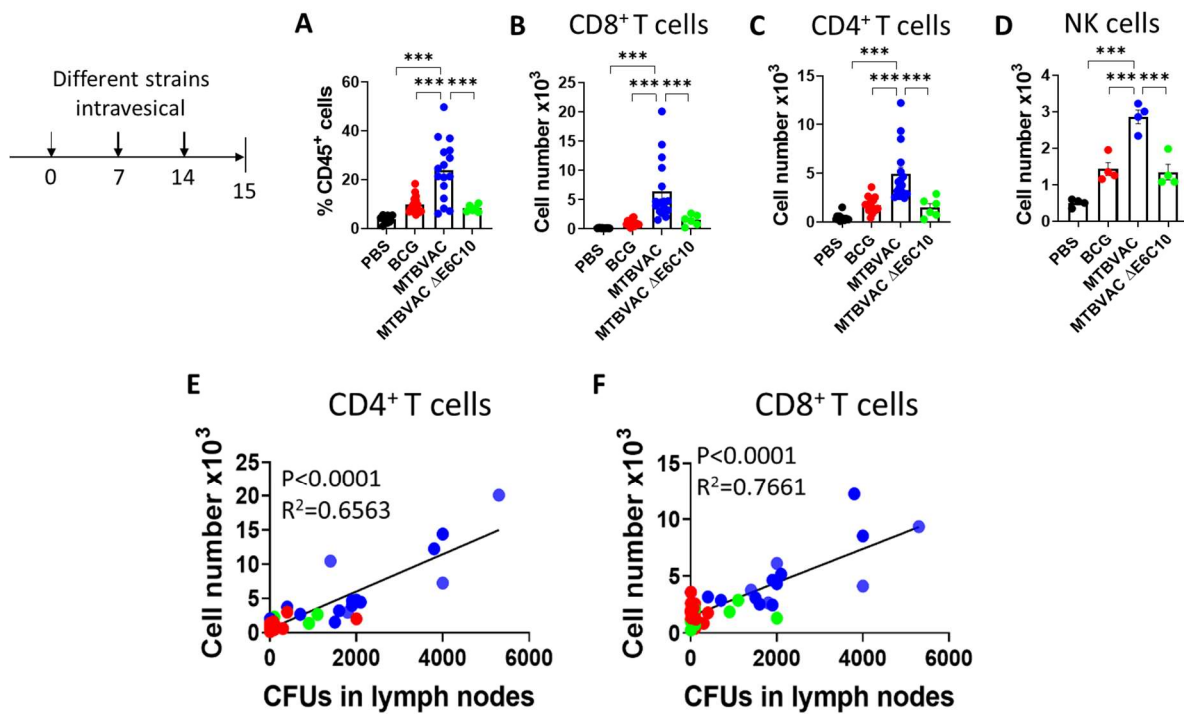 Different strains
intravesical
0 7 14 15
A
% CD45⁺ cells
60
40
20
0
PBS
BCG
MTBVAC
MTBVAC ΔE6C10
*** *** ***
B
CD8⁺ T cells
Cell number x10³
25
20
15
10
5
0
PBS
BCG
MTBVAC
MTBVAC ΔE6C10
*** *** ***
C
CD4⁺ T cells
Cell number x10³
15
10
5
0
PBS
BCG
MTBVAC
MTBVAC ΔE6C10
*** *** ***
D
NK cells
Cell number x10³
4
3
2
1
0
PBS
BCG
MTBVAC
MTBVAC ΔE6C10
*** *** ***
E
CD4⁺ T cells
Cell number x10³
P<0.0001
R²=0.6563
25
20
15
10
5
0
0 2000 4000 6000
CFUs in lymph nodes
F
CD8⁺ T cells
Cell number x10³
P<0.0001
R²=0.7661
15
10
5
0
0 2000 4000 6000
CFUs in lymph nodes